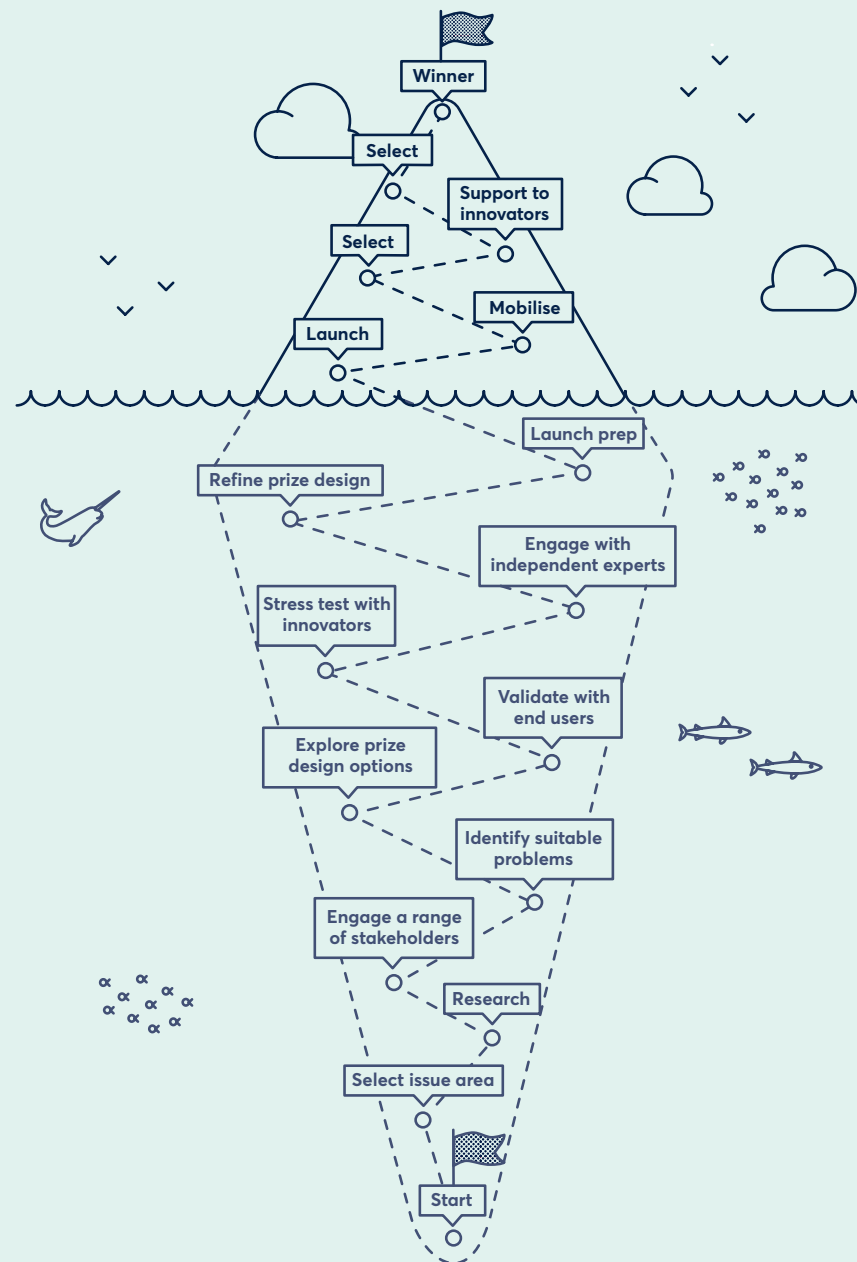 Winner
Select
Support to
innovators
Select
Mobilise
Launch
Launch prep
Refine prize design
Engage with
independent experts
Stress test with
innovators
Validate with
end users
Explore prize
design options
Identify suitable
problems
Engage a range
of stakeholders
Research
Select issue area
Start